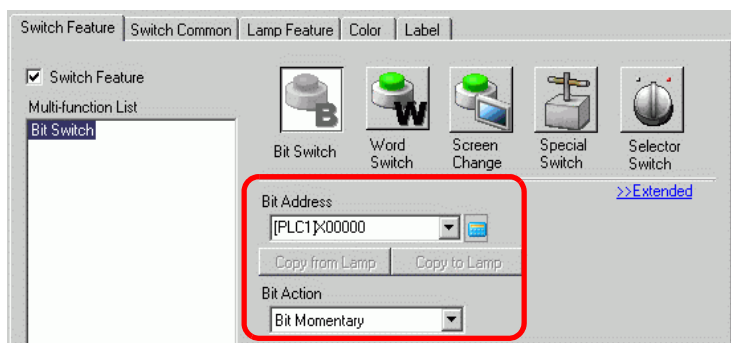 Switch Feature Switch Common Lamp Feature Color Label
Switch Feature
Multi-function List
Bit Switch
B
W
Bit Switch
Word Switch
Screen Change
Special Switch
Selector Switch
>>Extended
Bit Address
[PLC1]X00000
Copy from Lamp Copy to Lamp
Bit Action
Bit Momentary